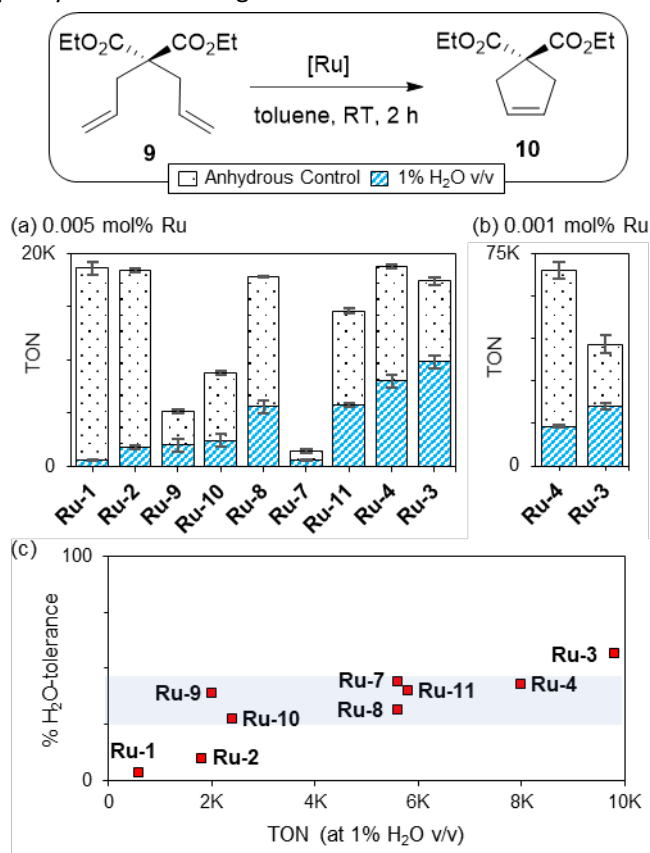 EtO2C CO2Et
9
[Ru]
toluene, RT, 2 h
EtO2C CO2Et
10
Anhydrous Control 1% H2O v/v
(a) 0.005 mol% Ru
20K
TON
0
Ru-1 Ru-2 Ru-9 Ru-10 Ru-8 Ru-7 Ru-11 Ru-4 Ru-3
(b) 0.001 mol% Ru
75K
TON
0
Ru-4 Ru-3
(c)
100
% H2O-tolerance
0
Ru-3
Ru-9 Ru-7 Ru-4
Ru-11
Ru-10 Ru-8
Ru-1 Ru-2
0 2K 4K 6K 8K 10K
TON (at 1% H2O v/v)